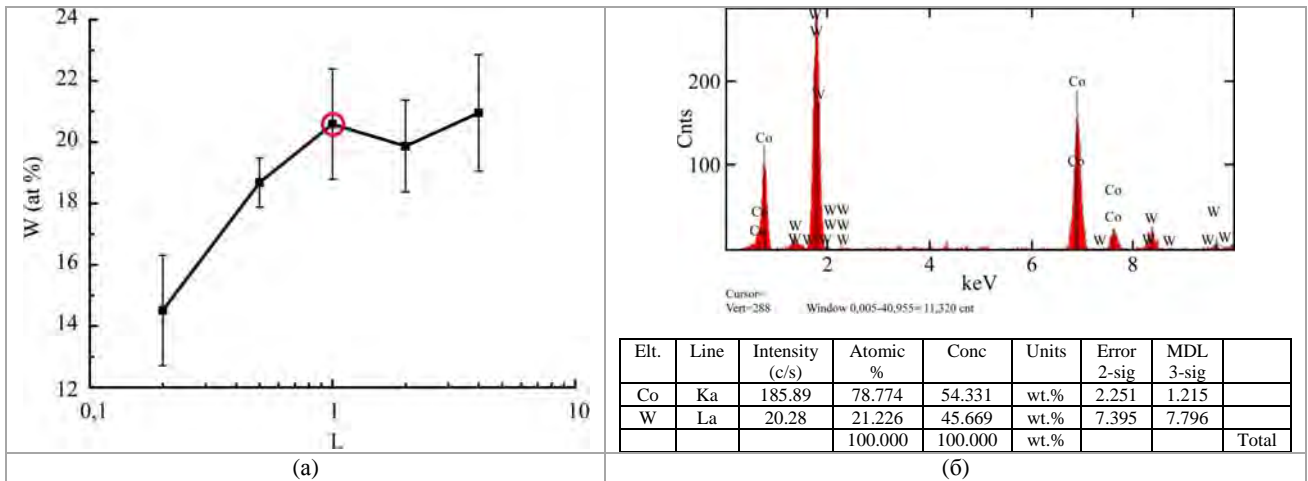 24
22
20
18
16
14
12
W (at %)
0,1
1
10
L
(а)
W
W
W
200
100
Cnts
Co
Co
Co
W
W W W
WW
WW
W
Co
Co
Co
Co
W
W
W
W
W W
W
W W
2
4
6
8
keV
Cursor=
Vert=288 Window 0,005-40,955= 11,320 cnt
Elt. Line Intensity (c/s) Atomic % Conc Units Error 2-sig MDL 3-sig
Co Ka 185.89 78.774 54.331 wt.% 2.251 1.215
W La 20.28 21.226 45.669 wt.% 7.395 7.796
100.000 100.000 wt.% Total
(б)